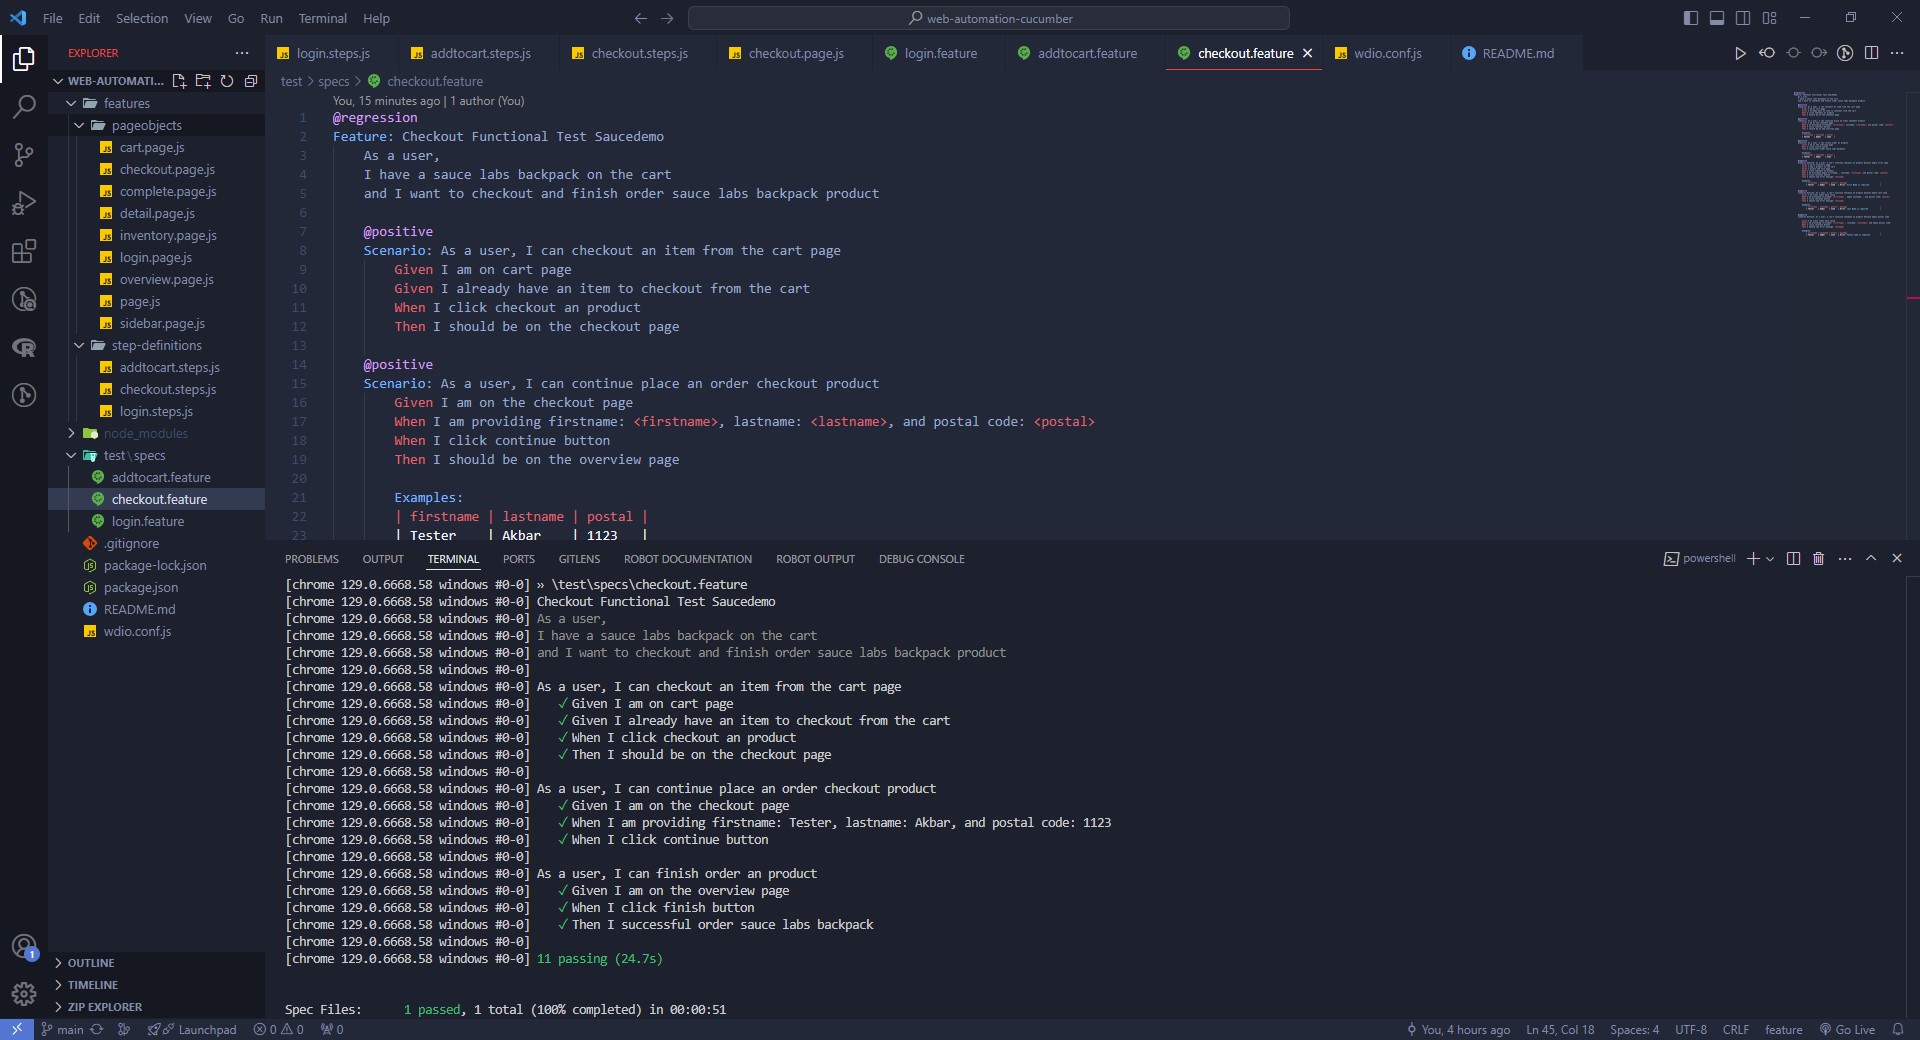 File Edit Selection View Go Run Terminal Help
web-automation-cucumber
EXPLORER
WEB-AUTOMATI...
features
pageobjects
cart.page.js
checkout.page.js
complete.page.js
detail.page.js
inventory.page.js
login.page.js
overview.page.js
page.js
sidebar.page.js
step-definitions
addtocart.steps.js
checkout.steps.js
login.steps.js
node_modules
test\specs
addtocart.feature
checkout.feature
login.feature
.gitignore
package-lock.json
package.json
README.md
wdio.conf.js
OUTLINE
TIMELINE
ZIP EXPLORER
login.steps.js addtocart.steps.js checkout.steps.js checkout.page.js login.feature addtocart.feature checkout.feature wdio.conf.js README.md
test > specs > checkout.feature
You, 15 minutes ago | 1 author (You)
1 @regression
2 Feature: Checkout Functional Test Saucedemo
3 As a user,
4 I have a sauce labs backpack on the cart
5 and I want to checkout and finish order sauce labs backpack product
6
7 @positive
8 Scenario: As a user, I can checkout an item from the cart page
9 Given I am on cart page
10 Given I already have an item to checkout from the cart
11 When I click checkout an product
12 Then I should be on the checkout page
13
14 @positive
15 Scenario: As a user, I can continue place an order checkout product
16 Given I am on the checkout page
17 When I am providing firstname: <firstname>, lastname: <lastname>, and postal code: <postal>
18 When I click continue button
19 Then I should be on the overview page
20
21 Examples:
22 | firstname | lastname | postal |
23 | Tester | Akbar | 1123 |
PROBLEMS OUTPUT TERMINAL PORTS GITLENS ROBOT DOCUMENTATION ROBOT OUTPUT DEBUG CONSOLE
powershell
[chrome 129.0.6668.58 windows #0-0] » \test\specs\checkout.feature
[chrome 129.0.6668.58 windows #0-0] Checkout Functional Test Saucedemo
[chrome 129.0.6668.58 windows #0-0] As a user,
[chrome 129.0.6668.58 windows #0-0] I have a sauce labs backpack on the cart
[chrome 129.0.6668.58 windows #0-0] and I want to checkout and finish order sauce labs backpack product
[chrome 129.0.6668.58 windows #0-0]
[chrome 129.0.6668.58 windows #0-0] As a user, I can checkout an item from the cart page
[chrome 129.0.6668.58 windows #0-0] ✓ Given I am on cart page
[chrome 129.0.6668.58 windows #0-0] ✓ Given I already have an item to checkout from the cart
[chrome 129.0.6668.58 windows #0-0] ✓ When I click checkout an product
[chrome 129.0.6668.58 windows #0-0] ✓ Then I should be on the checkout page
[chrome 129.0.6668.58 windows #0-0]
[chrome 129.0.6668.58 windows #0-0] As a user, I can continue place an order checkout product
[chrome 129.0.6668.58 windows #0-0] ✓ Given I am on the checkout page
[chrome 129.0.6668.58 windows #0-0] ✓ When I am providing firstname: Tester, lastname: Akbar, and postal code: 1123
[chrome 129.0.6668.58 windows #0-0] ✓ When I click continue button
[chrome 129.0.6668.58 windows #0-0]
[chrome 129.0.6668.58 windows #0-0] As a user, I can finish order an product
[chrome 129.0.6668.58 windows #0-0] ✓ Given I am on the overview page
[chrome 129.0.6668.58 windows #0-0] ✓ When I click finish button
[chrome 129.0.6668.58 windows #0-0] ✓ Then I successful order sauce labs backpack
[chrome 129.0.6668.58 windows #0-0]
[chrome 129.0.6668.58 windows #0-0] 11 passing (24.7s)
Spec Files: 1 passed, 1 total (100% completed) in 00:00:51
main Launchpad 0 0 0 You, 4 hours ago Ln 45, Col 18 Spaces: 4 UTF-8 CRLF feature Go Live